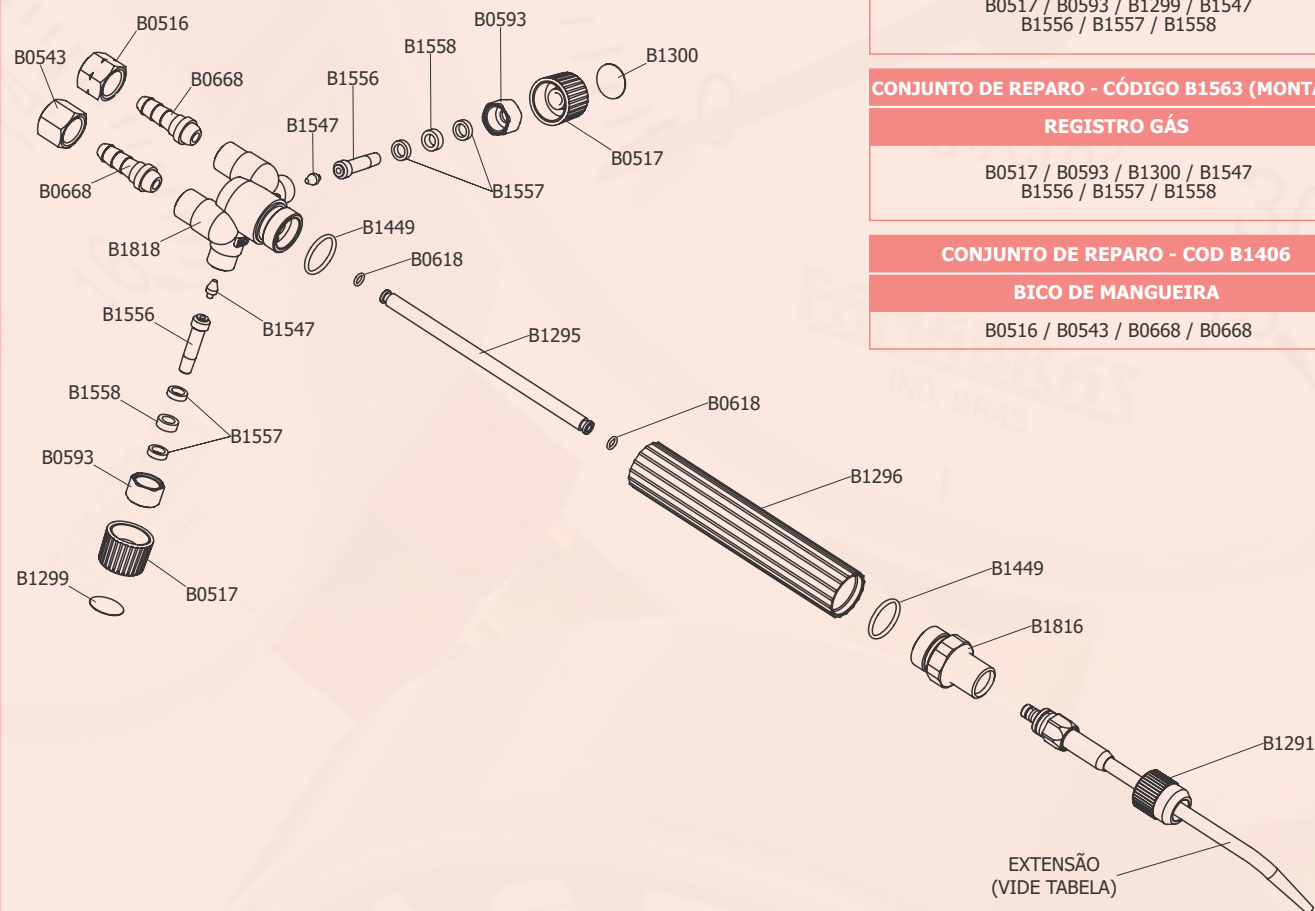 B0516
B0543
B0668
B0668
B1818
B1556
B1547
B1558
B1557
B0593
B0517
B1299
B1547
B1556
B1558
B0593
B1300
B0517
B1557
B1449
B0618
B1295
B0618
B1296
B1449
B1816
B1291
EXTENSÃO
(VIDE TABELA)
B0517 / B0593 / B1299 / B1547
B1556 / B1557 / B1558
CONJUNTO DE REPARO - CÓDIGO B1563
REGISTRO GÁS
B0517 / B0593 / B1300 / B1547
B1556 / B1557 / B1558
CONJUNTO DE REPARO - COD B1406
BICO DE MANGUEIRA
B0516 / B0543 / B0668 / B0668
FAMABRAS